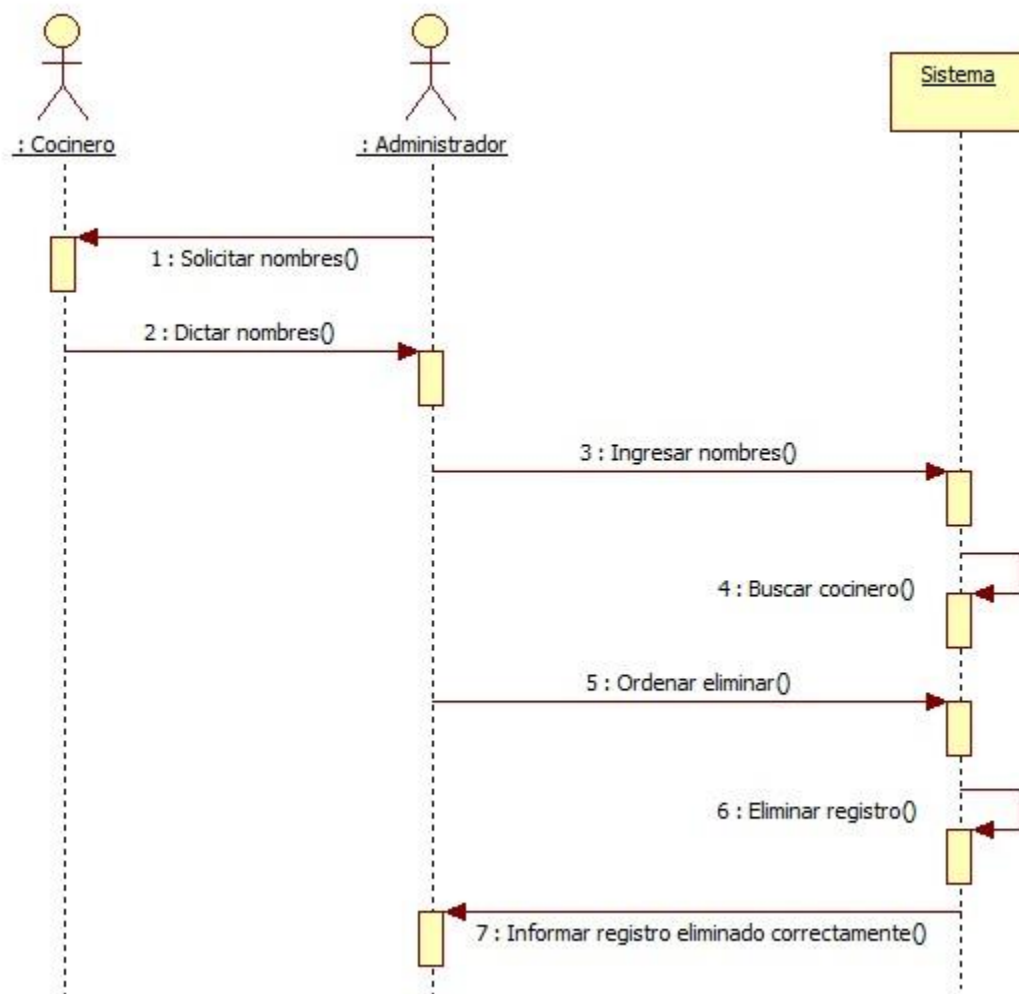 Sistema
: Cocinero
: Administrador
1 : Solicitar nombres()
2 : Dictar nombres()
3 : Ingresar nombres()
4 : Buscar cocinero()
5 : Ordenar eliminar()
6 : Eliminar registro()
7 : Informar registro eliminado correctamente()